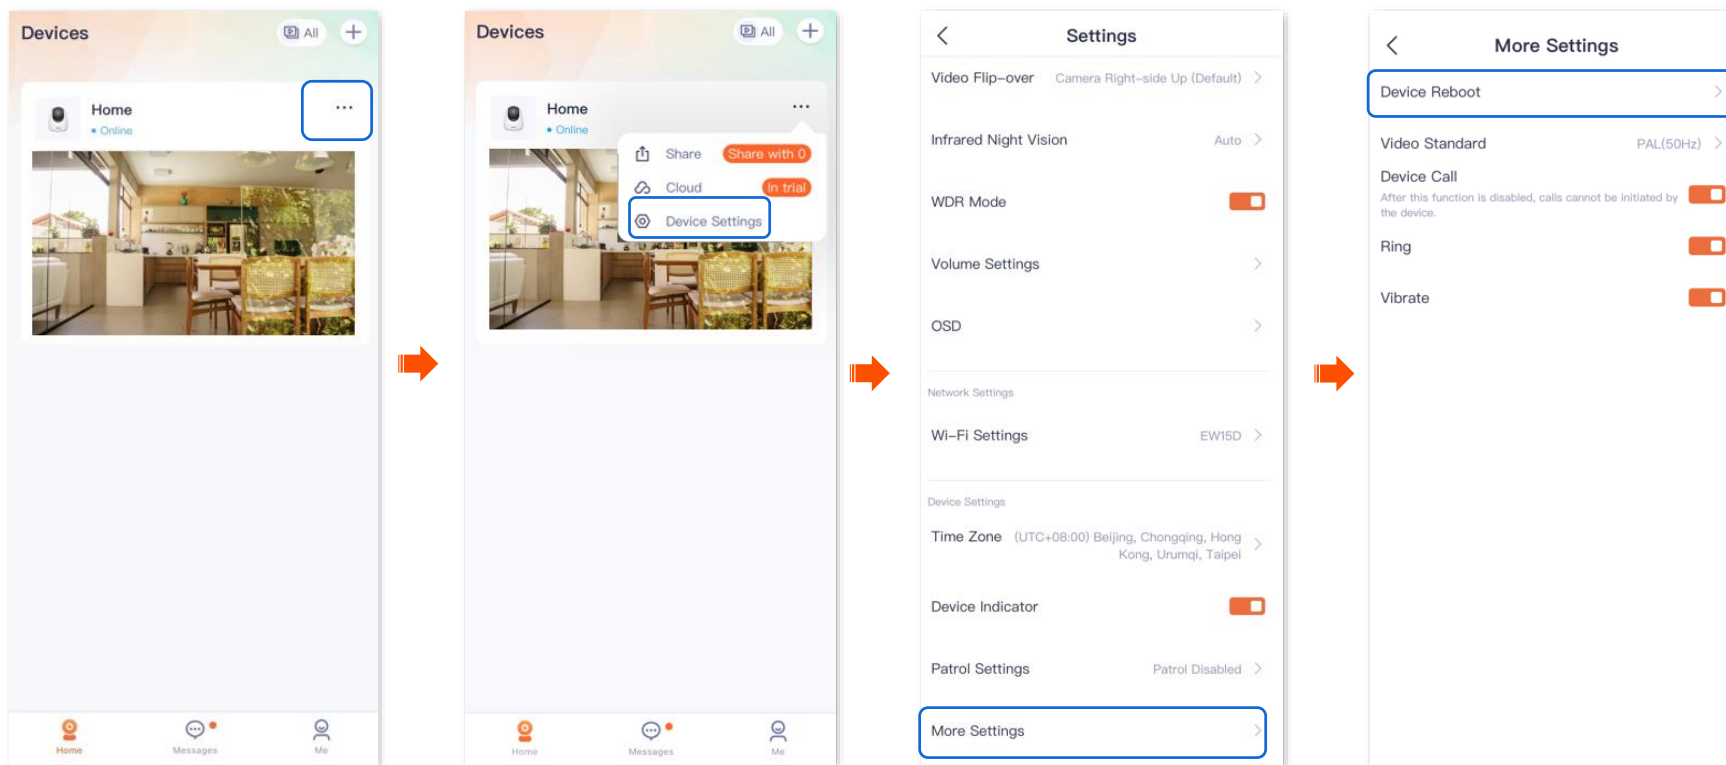 Devices
All
Home
• Online
Home
Messages
Me
Devices
All
Home
• Online
Share
Share with 0
Cloud
In trial
Device Settings
Home
Messages
Me
Settings
Video Flip-over Camera Right-side Up (Default)
Infrared Night Vision Auto
WDR Mode
Volume Settings
OSD
Network Settings
Wi-Fi Settings EW15D
Device Settings
Time Zone (UTC+08:00) Beijing, Chongqing, Hong
Kong, Urumqi, Taipei
Device Indicator
Patrol Settings Patrol Disabled
More Settings
More Settings
Device Reboot
Video Standard PAL(50Hz)
Device Call
After this function is disabled, calls cannot be initiated by
the device.
Ring
Vibrate